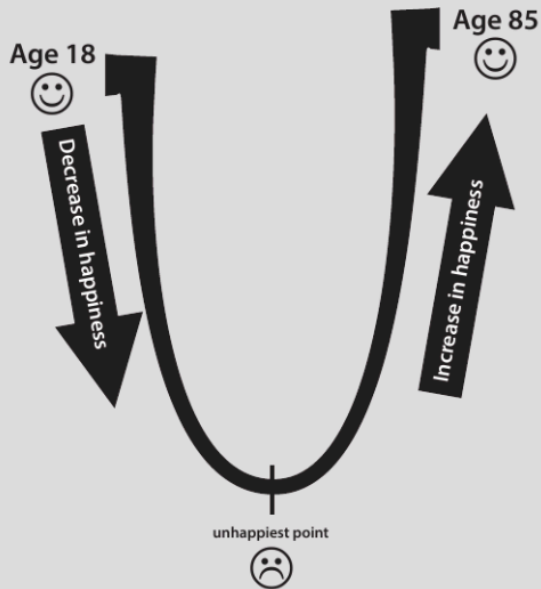 Age 18
Age 85
Decrease in happiness
Increase in happiness
unhappiest point